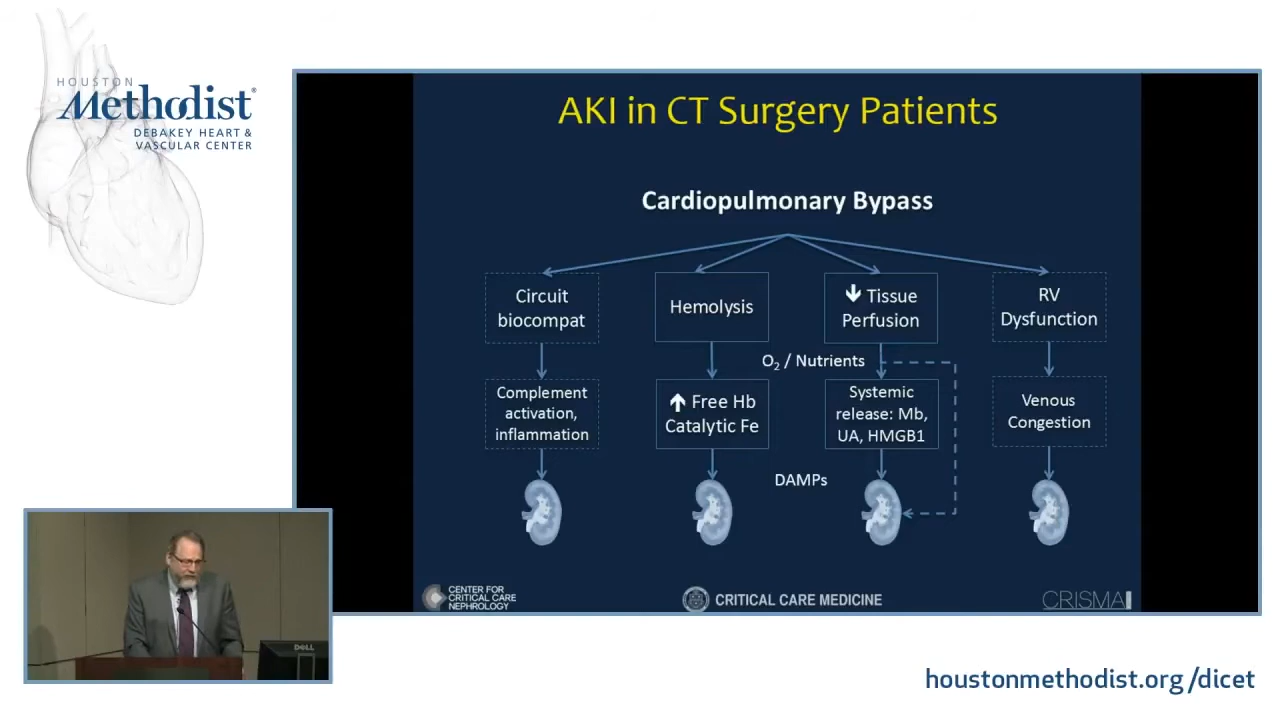 HOUSTON
Methodist®
DEBAKEY HEART &
VASCULAR CENTER
AKI in CT Surgery Patients
Cardiopulmonary Bypass
Circuit
biocompat
Hemolysis
🡻 Tissue
Perfusion
RV
Dysfunction
O₂ / Nutrients
Complement
activation,
inflammation
🡹 Free Hb
Catalytic Fe
Systemic
release: Mb,
UA, HMGB1
Venous
Congestion
DAMPs
CENTER FOR
CRITICAL CARE
NEPHROLOGY
CRITICAL CARE MEDICINE
CRISMA
DELL
houstonmethodist.org/dicet